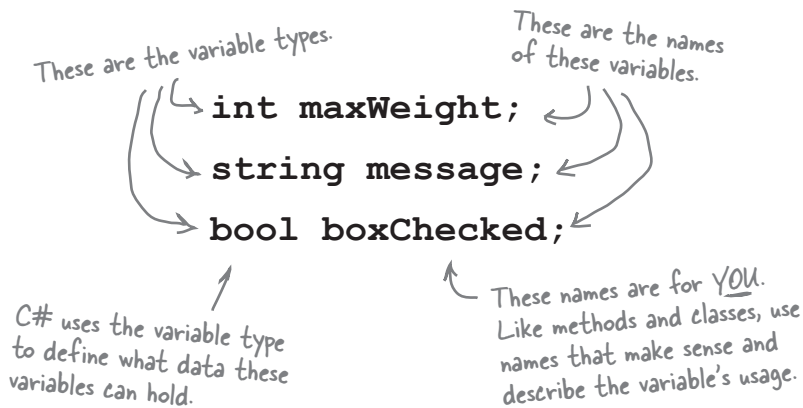 These are the variable types.
These are the names
of these variables.
int maxWeight;
string message;
bool boxChecked;
C# uses the variable type
to define what data these
variables can hold.
These names are for YOU.
Like methods and classes, use
names that make sense and
describe the variable's usage.